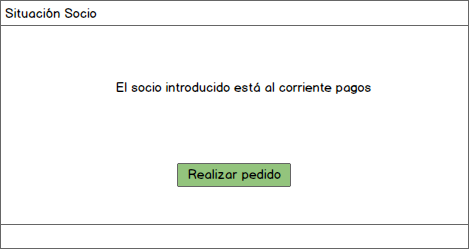 Situación Socio
El socio introducido está al corriente pagos
Realizar pedido